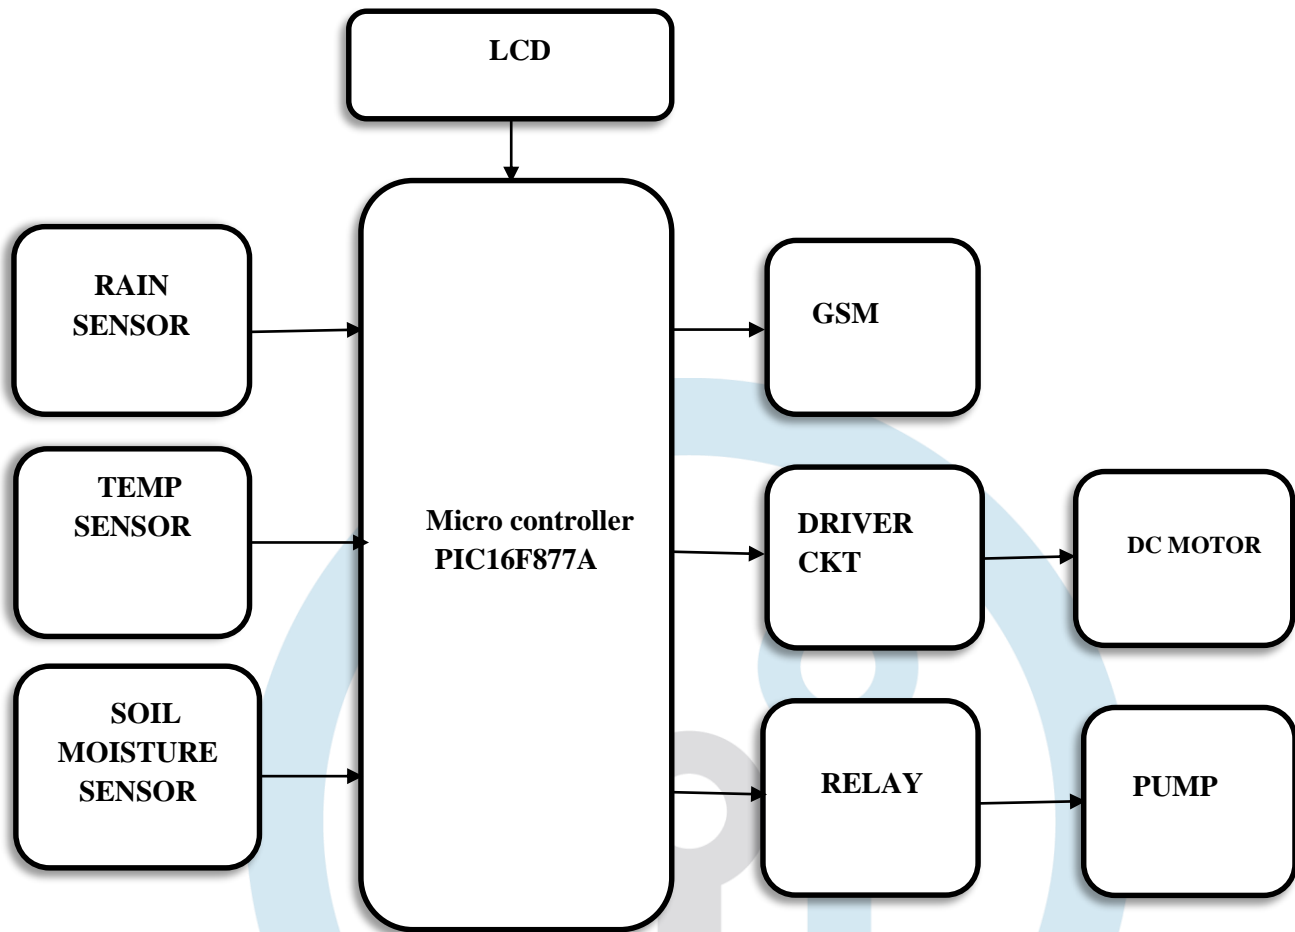 LCD
RAIN
SENSOR
GSM
TEMP
SENSOR
Micro controller
PIC16F877A
DRIVER
CKT
DC MOTOR
SOIL
MOISTURE
SENSOR
RELAY
PUMP